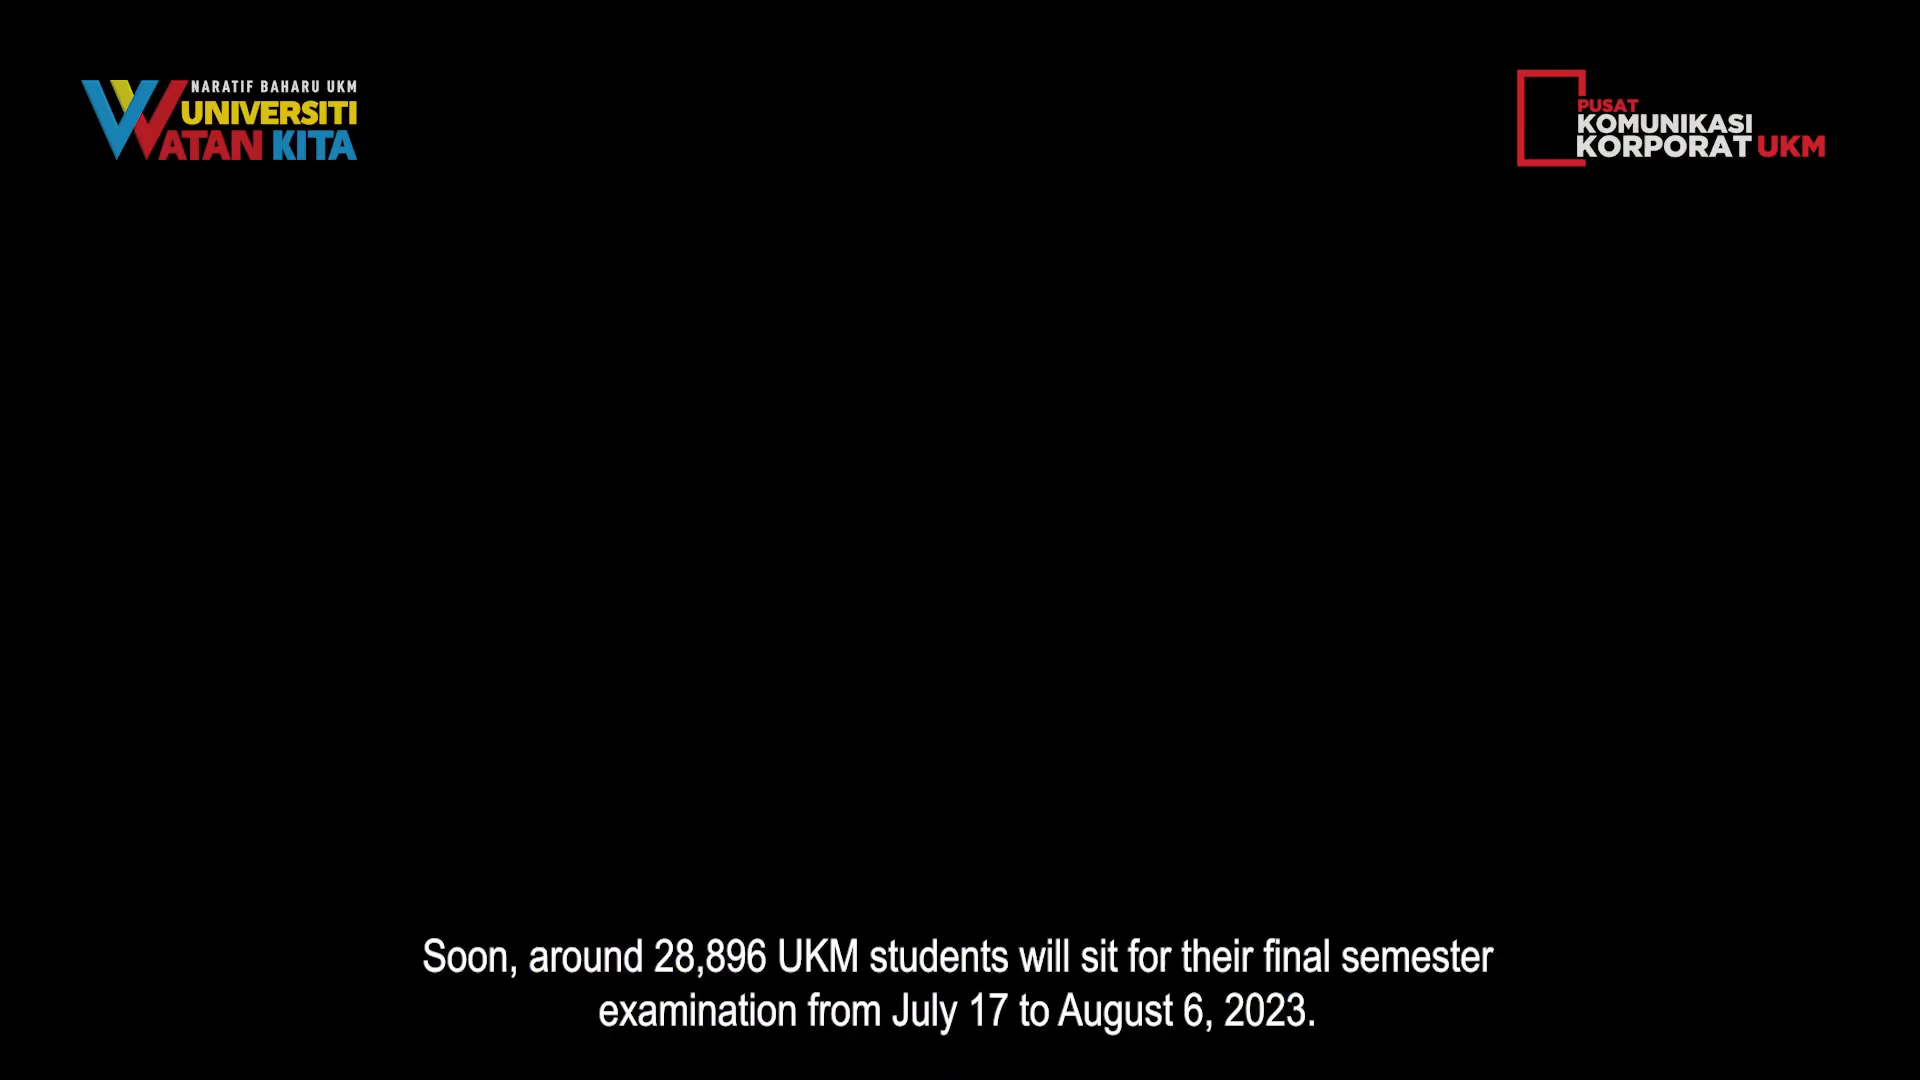 NARATIF BAHARU UKM
UNIVERSITI
WATAN KITA
PUSAT
KOMUNIKASI
KORPORAT UKM
Soon, around 28,896 UKM students will sit for their final semester
examination from July 17 to August 6, 2023.